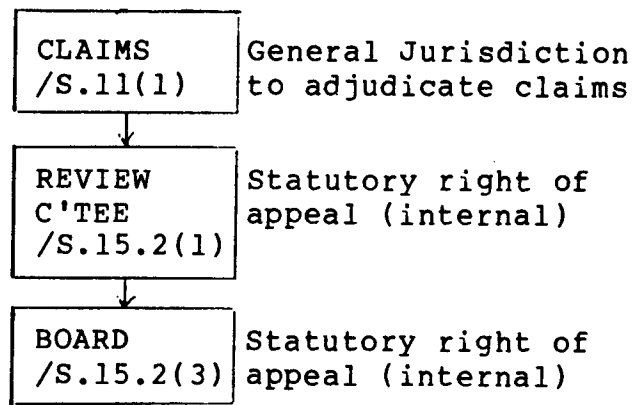 CLAIMS General Jurisdiction
/S.11(1) to adjudicate claims
REVIEW Statutory right of
C'TEE appeal (internal)
/S.15.2(1)
BOARD Statutory right of
/S.15.2(3) appeal (internal)